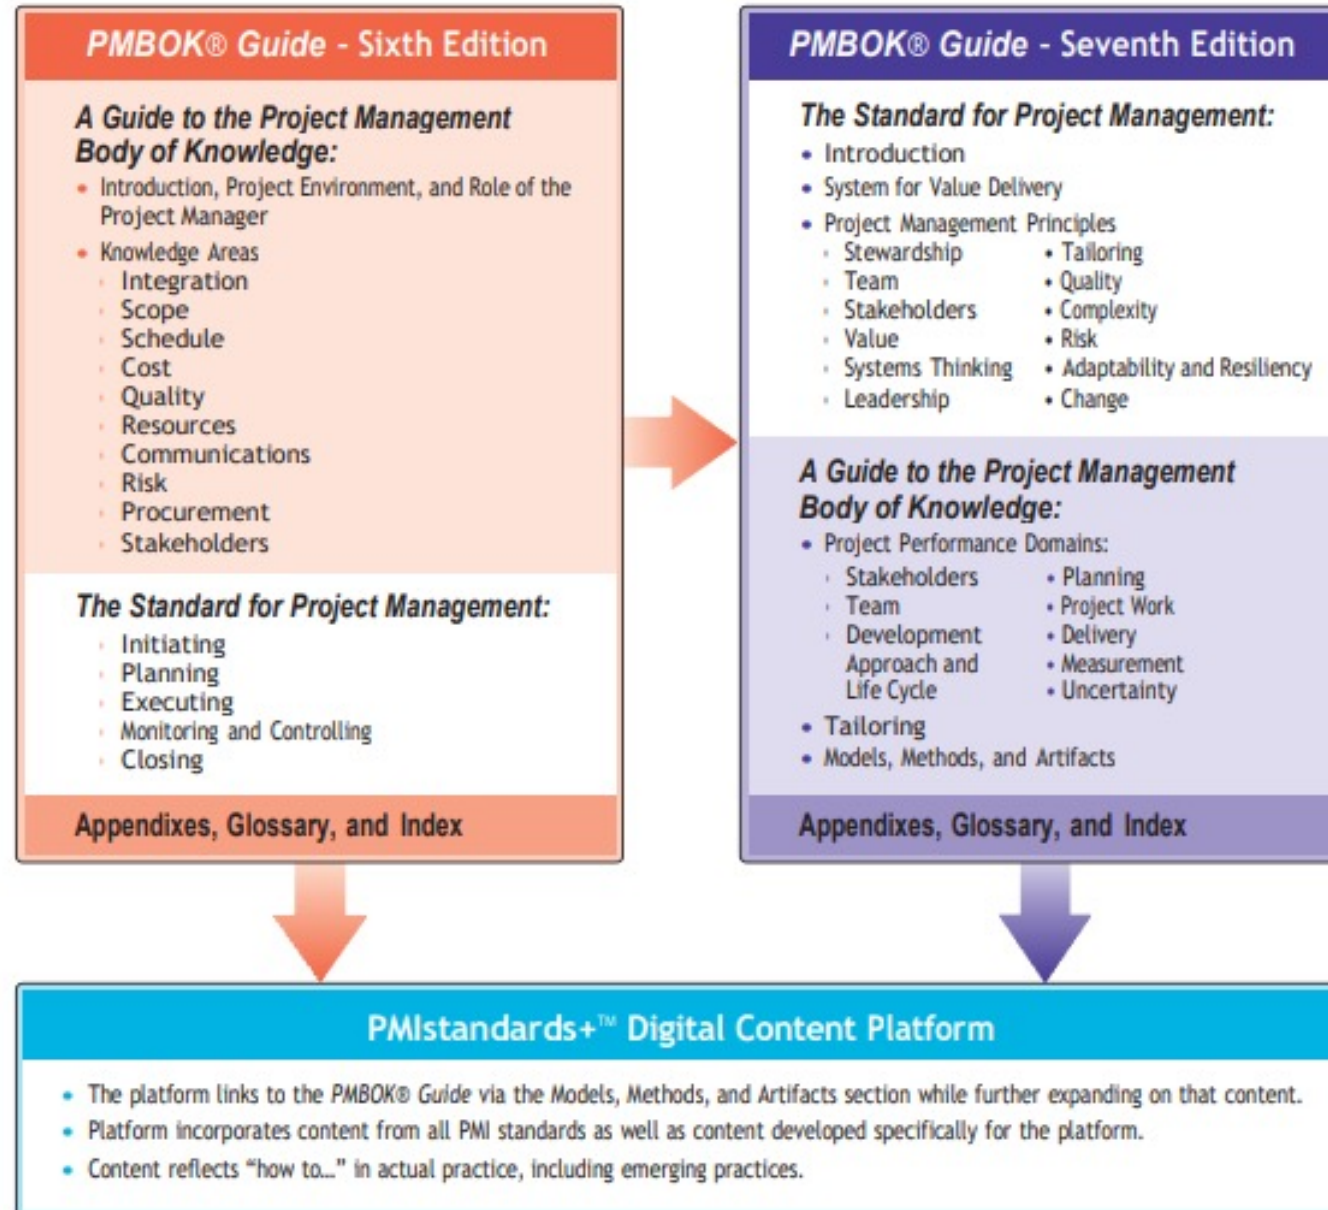 PMBOK® Guide - Sixth Edition
A Guide to the Project Management
Body of Knowledge:
• Introduction, Project Environment, and Role of the
Project Manager
• Knowledge Areas
Integration
Scope
Schedule
Cost
Quality
Resources
Communications
Risk
Procurement
Stakeholders
The Standard for Project Management:
Initiating
Planning
Executing
Monitoring and Controlling
Closing
Appendixes, Glossary, and Index
PMBOK® Guide - Seventh Edition
The Standard for Project Management:
• Introduction
• System for Value Delivery
• Project Management Principles
Stewardship
Team
Stakeholders
Value
Systems Thinking
Leadership
• Tailoring
• Quality
• Complexity
• Risk
• Adaptability and Resiliency
• Change
A Guide to the Project Management
Body of Knowledge:
• Project Performance Domains:
Stakeholders
Team
Development
Approach and
Life Cycle
• Planning
• Project Work
• Delivery
• Measurement
• Uncertainty
• Tailoring
• Models, Methods, and Artifacts
Appendixes, Glossary, and Index
PMIstandards+™ Digital Content Platform
• The platform links to the PMBOK® Guide via the Models, Methods, and Artifacts section while further expanding on that content.
• Platform incorporates content from all PMI standards as well as content developed specifically for the platform.
• Content reflects “how to…” in actual practice, including emerging practices.